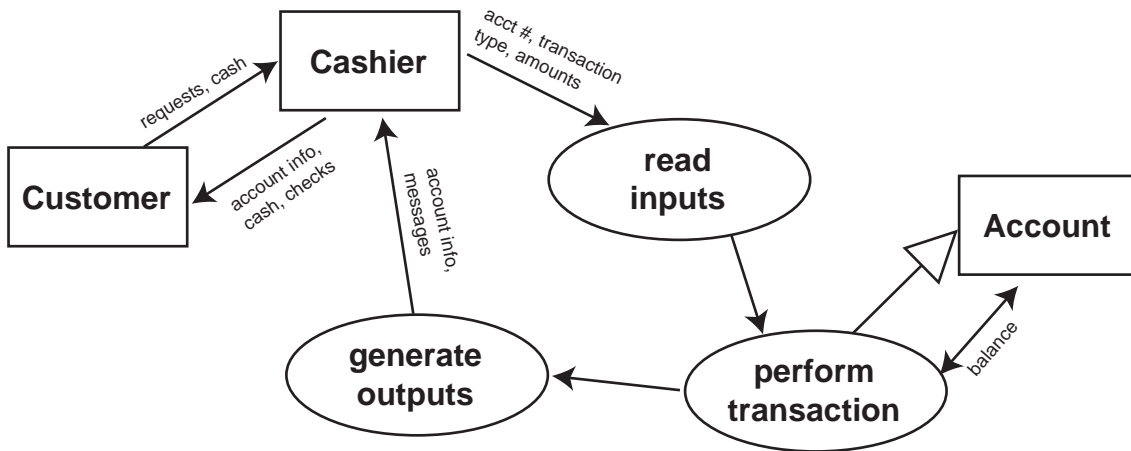 Cashier
acct #, transaction
type, amounts
requests, cash
Customer
account info,
cash, checks
account info,
messages
read
inputs
Account
balance
generate
outputs
perform
transaction